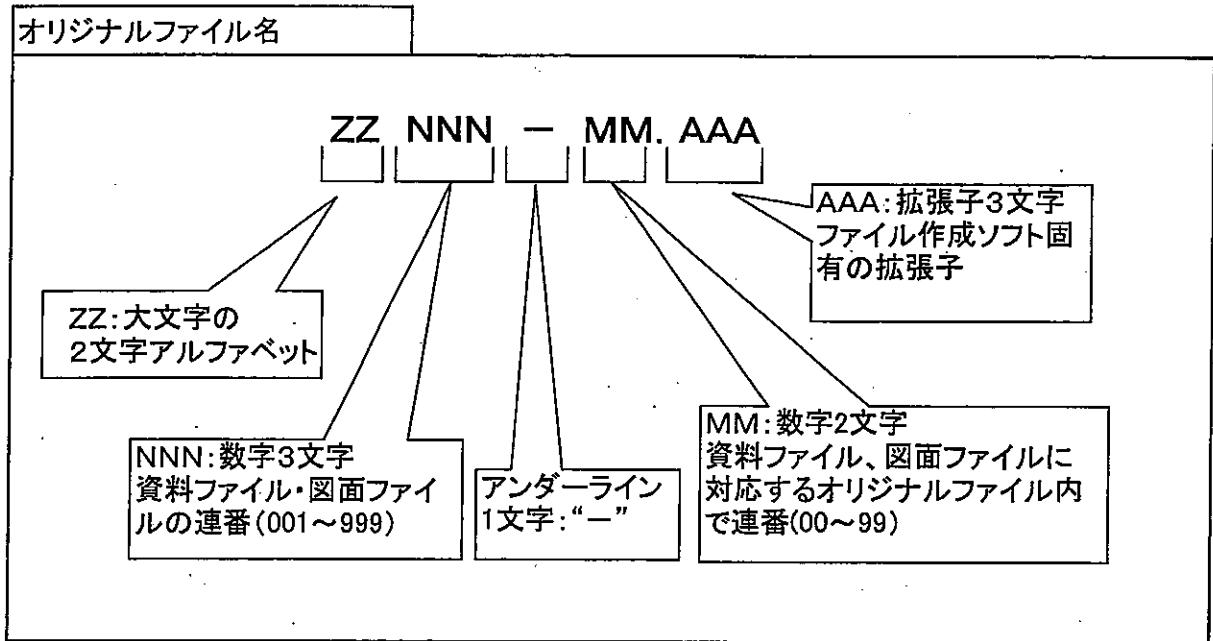 オリジナルファイル名
ZZ NNN － MM. AAA
AAA:拡張子3文字
ファイル作成ソフト固
有の拡張子
ZZ:大文字の
2文字アルファベット
NNN:数字3文字
資料ファイル・図面ファイ
ルの連番(001～999)
アンダーライン
1文字:“－”
MM:数字2文字
資料ファイル、図面ファイルに
対応するオリジナルファイル内
で連番(00～99)